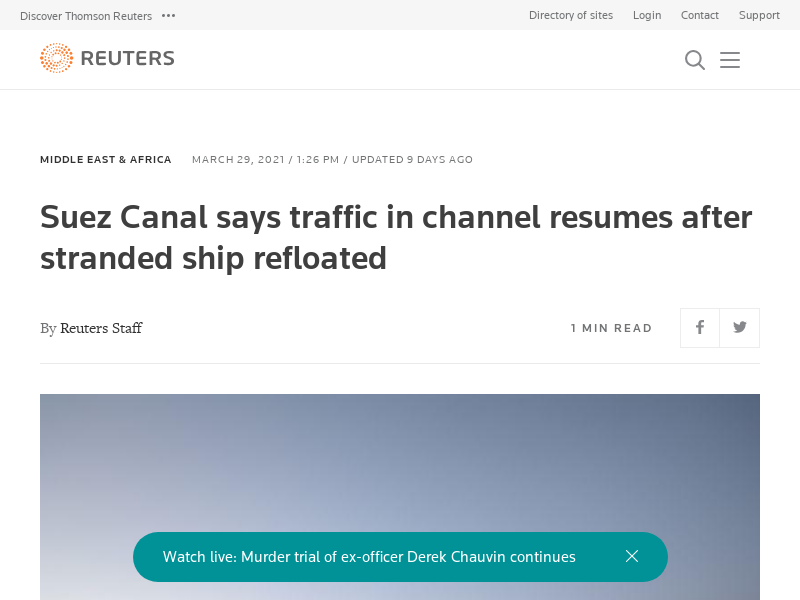 Discover Thomson Reuters
Directory of sites Login Contact Support
REUTERS
MIDDLE EAST & AFRICA MARCH 29, 2021 / 1:26 PM / UPDATED 9 DAYS AGO
Suez Canal says traffic in channel resumes after
stranded ship refloated
By Reuters Staff
1 MIN READ
Watch live: Murder trial of ex-officer Derek Chauvin continues